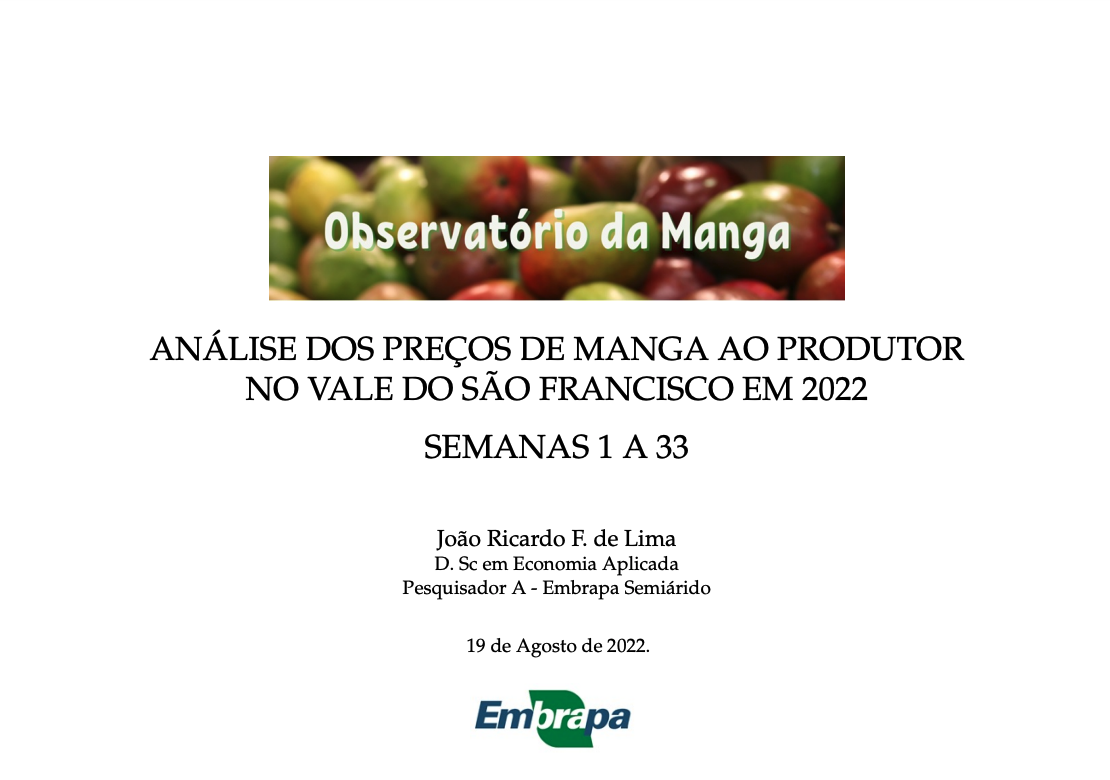 Observatório da Manga
ANÁLISE DOS PREÇOS DE MANGA AO PRODUTOR
NO VALE DO SÃO FRANCISCO EM 2022
SEMANAS 1 A 33
João Ricardo F. de Lima
D. Sc em Economia Aplicada
Pesquisador A - Embrapa Semiárido
19 de Agosto de 2022.
Embrapa